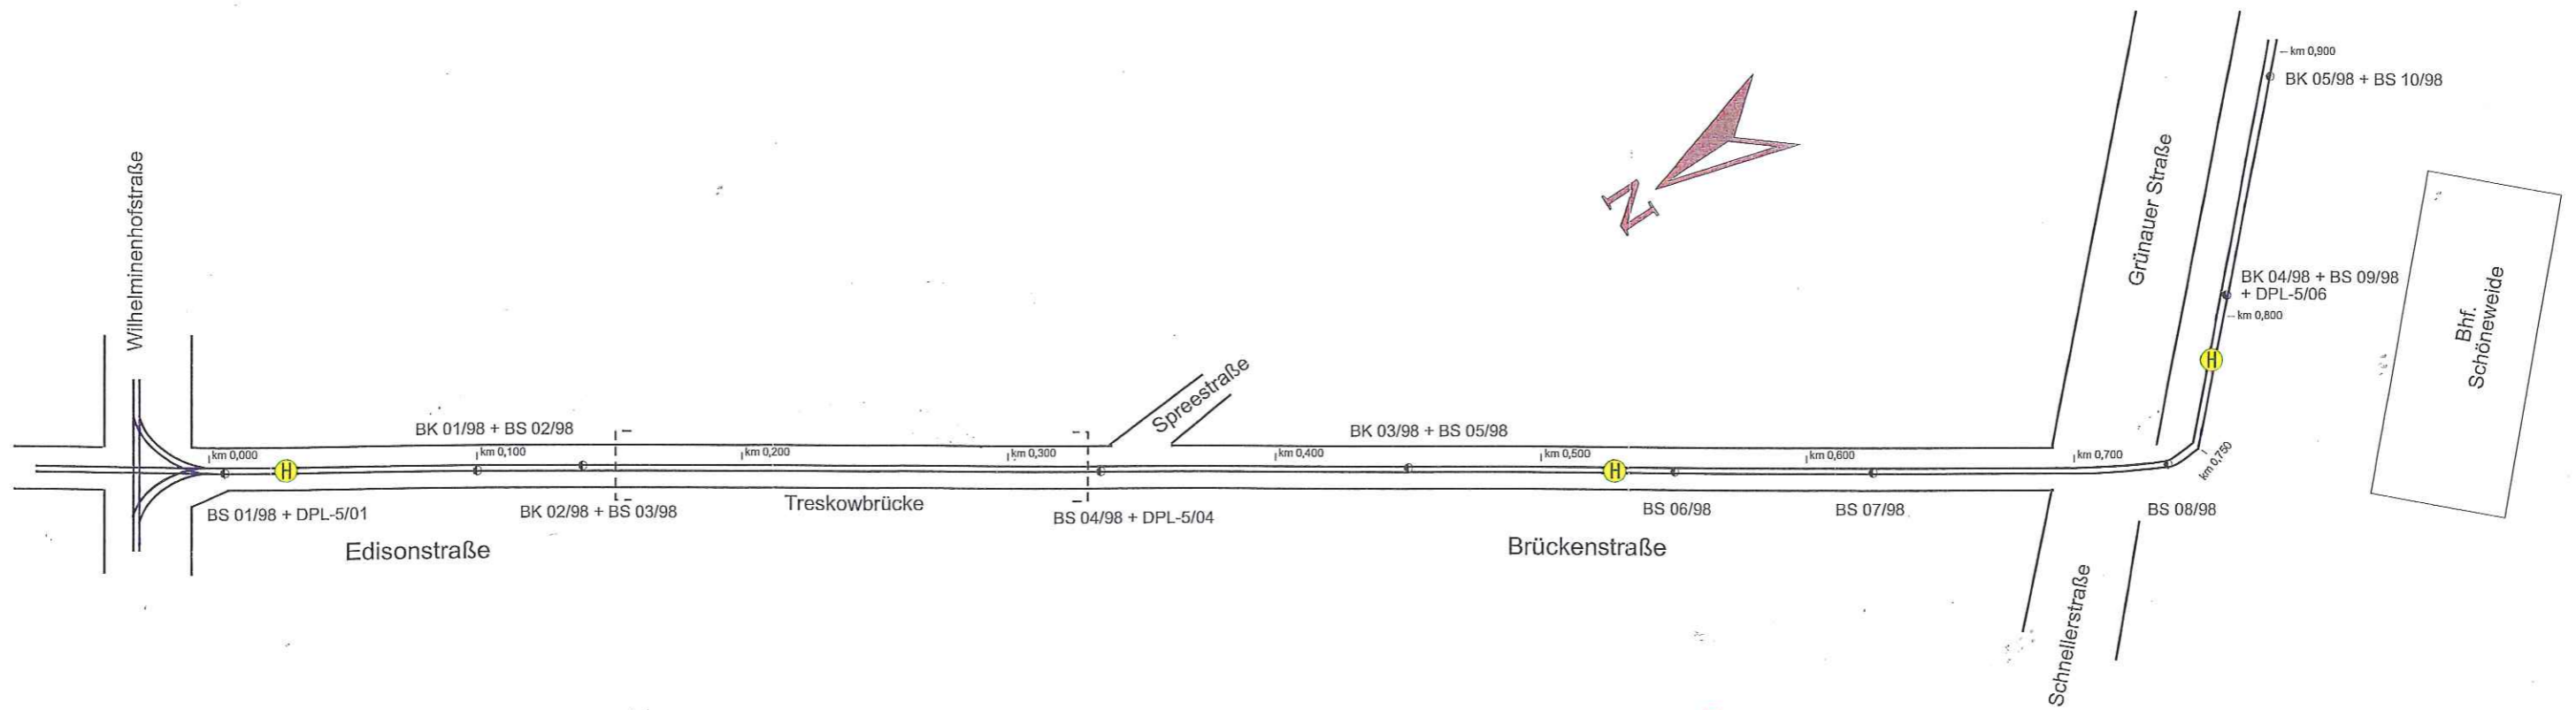 km 0,900
BK 05/98 + BS 10/98
N
Wilhelminenhofstraße
Grünauer Straße
BK 04/98 + BS 09/98
+ DPL-5/06
km 0,800
Bhf.
Schöneweide
H
Spreestraße
BK 01/98 + BS 02/98
BK 03/98 + BS 05/98
km 0,000
km 0,100
km 0,200
km 0,300
km 0,400
km 0,500
km 0,600
km 0,700
km 0,750
H
H
BS 01/98 + DPL-5/01
BK 02/98 + BS 03/98
Treskowbrücke
BS 04/98 + DPL-5/04
BS 06/98
BS 07/98
BS 08/98
Edisonstraße
Brückenstraße
Schnellerstraße